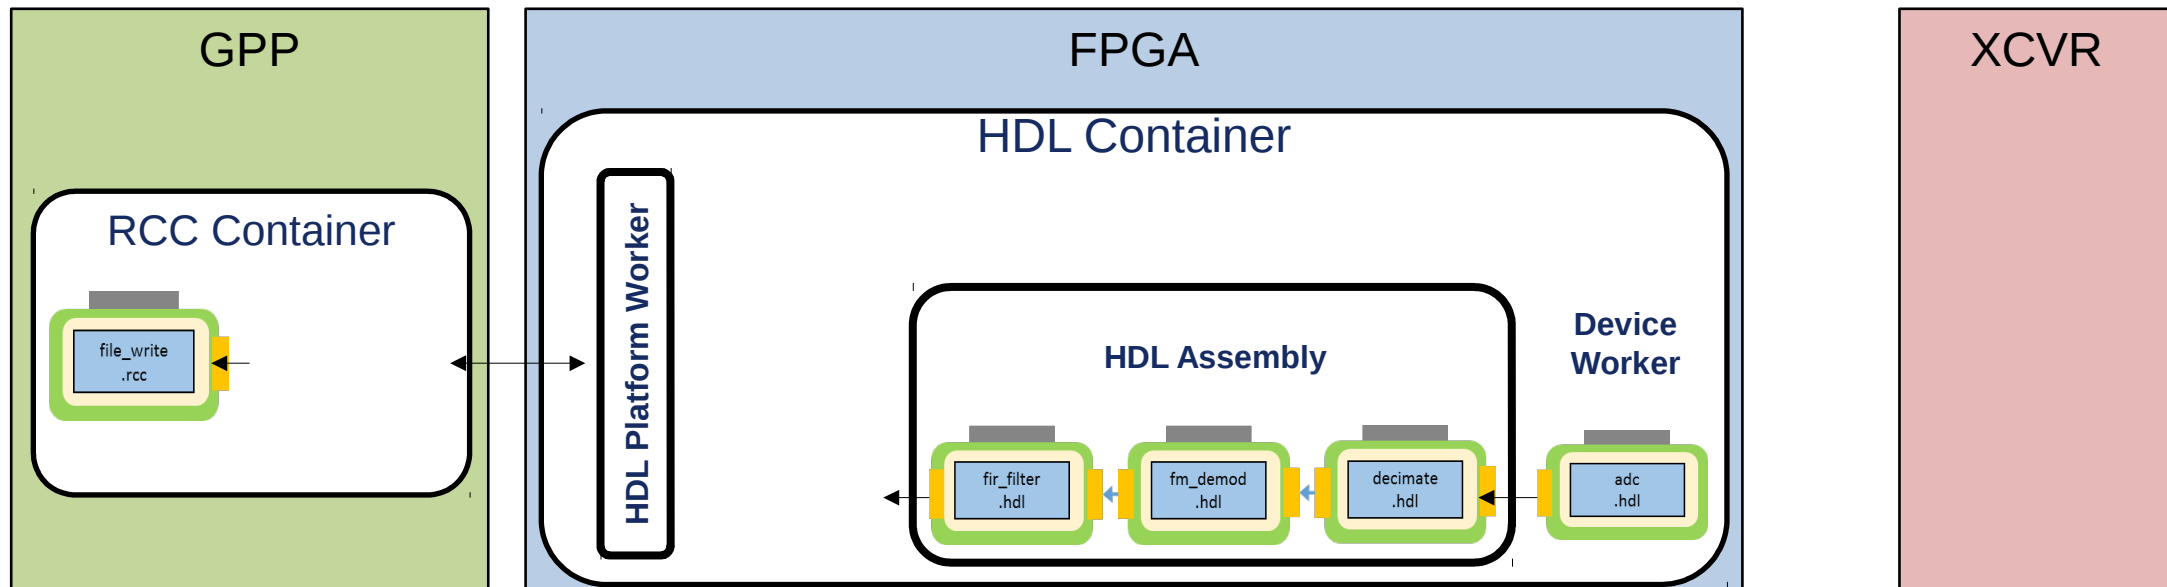 GPP
FPGA
XCVR
HDL Container
RCC Container
file_write
.rcc
HDL Platform Worker
HDL Assembly
Device
Worker
fir_filter
.hdl
fm_demod
.hdl
decimate
.hdl
adc
.hdl